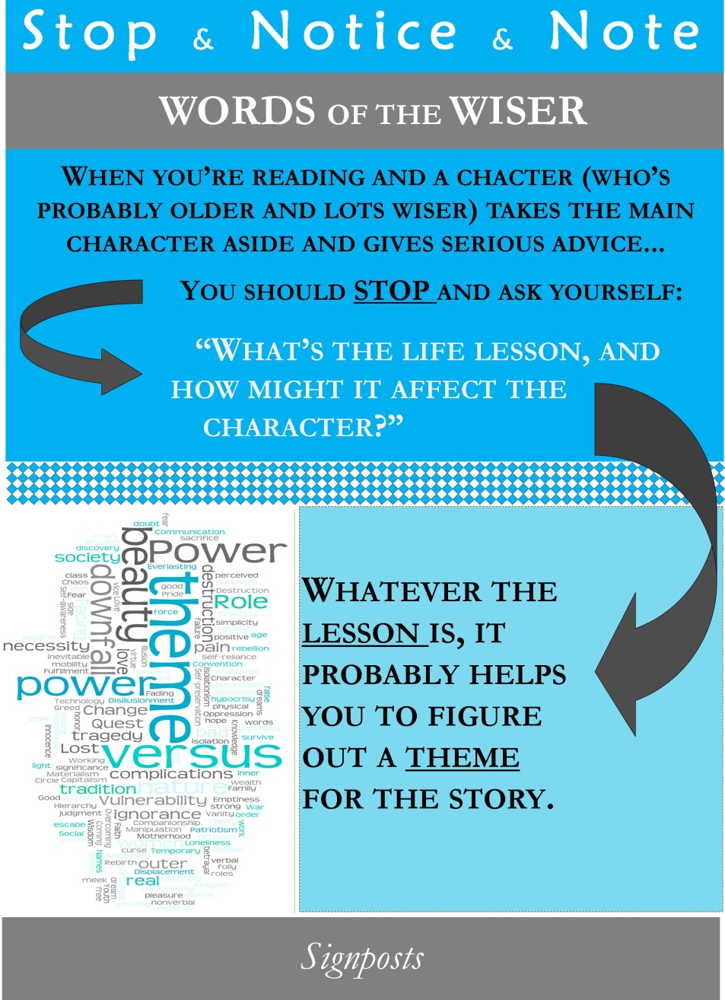 Stop & Notice & Note
WORDS OF THE WISER
WHEN YOU'RE READING AND A CHACTER (WHO'S
PROBABLY OLDER AND LOTS WISER) TAKES THE MAIN
CHARACTER ASIDE AND GIVES SERIOUS ADVICE...
YOU SHOULD STOP AND ASK YOURSELF:
“WHAT'S THE LIFE LESSON, AND
HOW MIGHT IT AFFECT THE
CHARACTER?”
fear
doubt
Communication
sacrifice
discovery
beauty
Power
society
Everlasting
downfall
theme
destruction
perceived
class
Chaos
good
Pride
darkness
Destruction
Fear
self-awareness
side
vice
Love
Facing
force
Role
simplicity
failure
positive
age
necessity
love
virtue
illusion
pain
rebellion
inevitable
mobility
Fulfillment
Self-reliance
Convention
power
Self-preservation
isolationism
Character
Fading
false
dreams
Technology
Disillusionment
hypocrisy
physical
Greed
honor
Change
Oppression
inner
Quest
hope
words
innocence
tragedy
bad
Knowledge
Isolation
survive
Lost
versus
Working
light
significance
Materialism
complications
inner
Circle
Capitalism
tradition
nature
wealth
Family
Good
Vulnerability
Emptiness
Hierarchy
strong
War
judgment
ignorance
Vanity
order
escape
Wisdom
Coming
Overcoming
Faith
Companionship
Manipulation
Patriotism
work
Social
Motherhood
women
Loneliness
curse
Temporary
betrayal
Names
Rebirth
outer
verbal
folly
Displacement
roles
meek
real
dream
Youth
free
pleasure
nonverbal
WHATEVER THE
LESSON IS, IT
PROBABLY HELPS
YOU TO FIGURE
OUT A THEME
FOR THE STORY.
Signposts